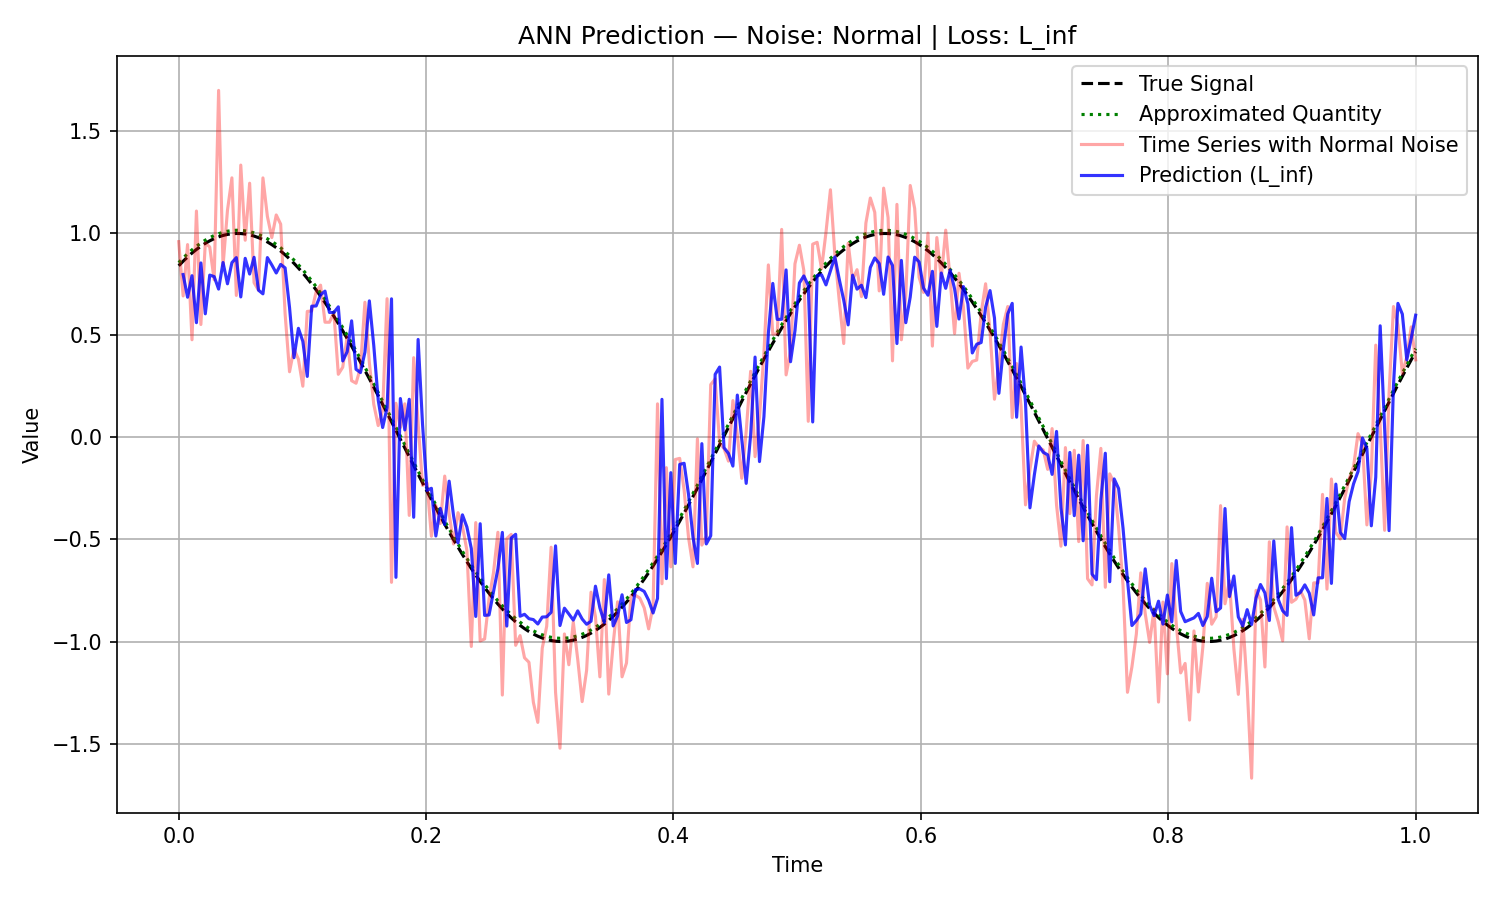 ANN Prediction — Noise: Normal | Loss: L_inf
True Signal
Approximated Quantity
Time Series with Normal Noise
Prediction (L_inf)
1.5
1.0
0.5
0.0
−0.5
−1.0
−1.5
Value
0.0 0.2 0.4 0.6 0.8 1.0
Time